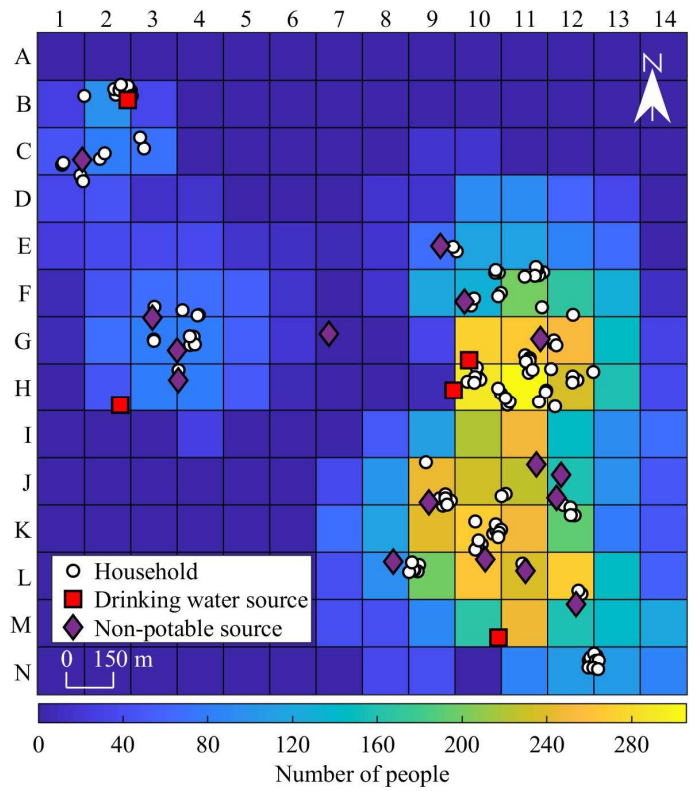 1 2 3 4 5 6 7 8 9 10 11 12 13 14
A
B
C
D
E
F
G
H
I
J
K
L
M
N
N
Household
Drinking water source
Non-potable source
0 150 m
0 40 80 120 160 200 240 280
Number of people